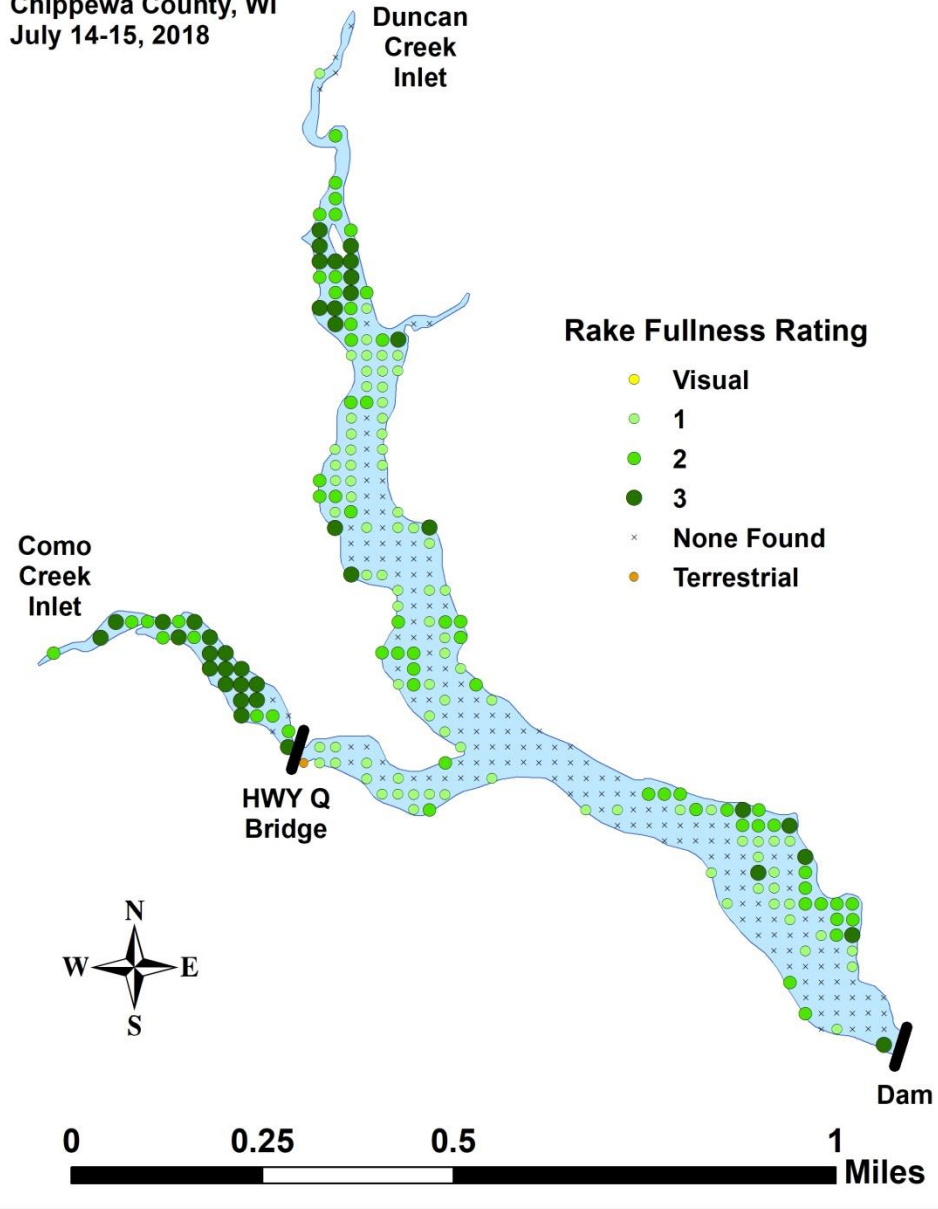 Chippewa County, WI
July 14-15, 2018
Duncan
Creek
Inlet
Rake Fullness Rating
Visual
1
2
3
None Found
Terrestrial
Como
Creek
Inlet
HWY Q
Bridge
N
W E
S
Dam
0 0.25 0.5 1
Miles